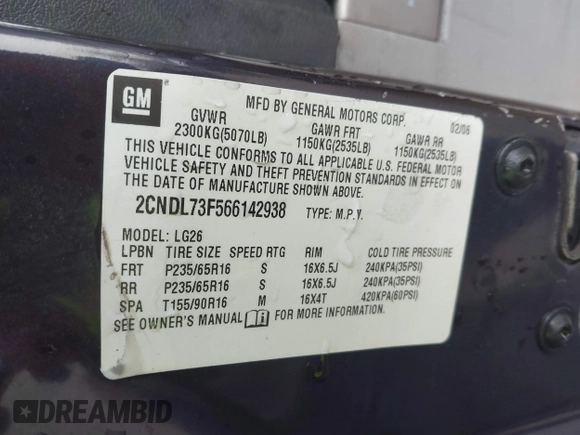 GM
MFD BY GENERAL MOTORS CORP. 02/06
GVWR GAWR FRT GAWR RR
2300KG(5070LB) 1150KG(2535LB) 1150KG(2535LB)
THIS VEHICLE CONFORMS TO ALL APPLICABLE U.S. FEDERAL MOTOR
VEHICLE SAFETY AND THEFT PREVENTION STANDARDS IN EFFECT ON
THE DATE OF MANUFACTURE SHOWN ABOVE.
2CNDL73F566142938 TYPE: M.P.V.
MODEL: LG26
LPBN TIRE SIZE SPEED RTG RIM COLD TIRE PRESSURE
FRT P235/65R16 S 16X6.5J 240KPA(35PSI)
RR P235/65R16 S 16X6.5J 240KPA(35PSI)
SPA T155/90R16 M 16X4T 420KPA(60PSI)
SEE OWNER'S MANUAL FOR MORE INFORMATION.
DREAMBID